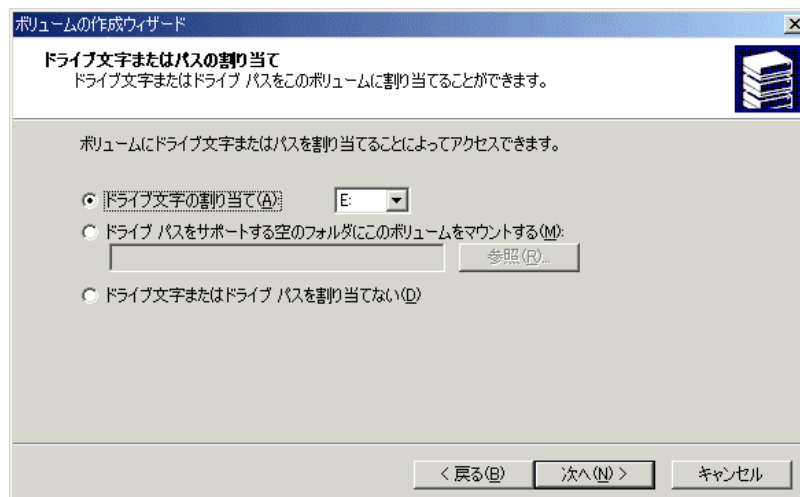 ボリュームの作成ウィザード
ドライブ文字またはパスの割り当て
ドライブ文字またはドライブ パスをこのボリュームに割り当てることができます。
ボリュームにドライブ文字またはパスを割り当てることによってアクセスできます。
ドライブ文字の割り当て(A): E:
ドライブ パスをサポートする空のフォルダにこのボリュームをマウントする(M):
参照(R)...
ドライブ文字またはドライブ パスを割り当てない(D)
< 戻る(B) 次へ(N) > キャンセル